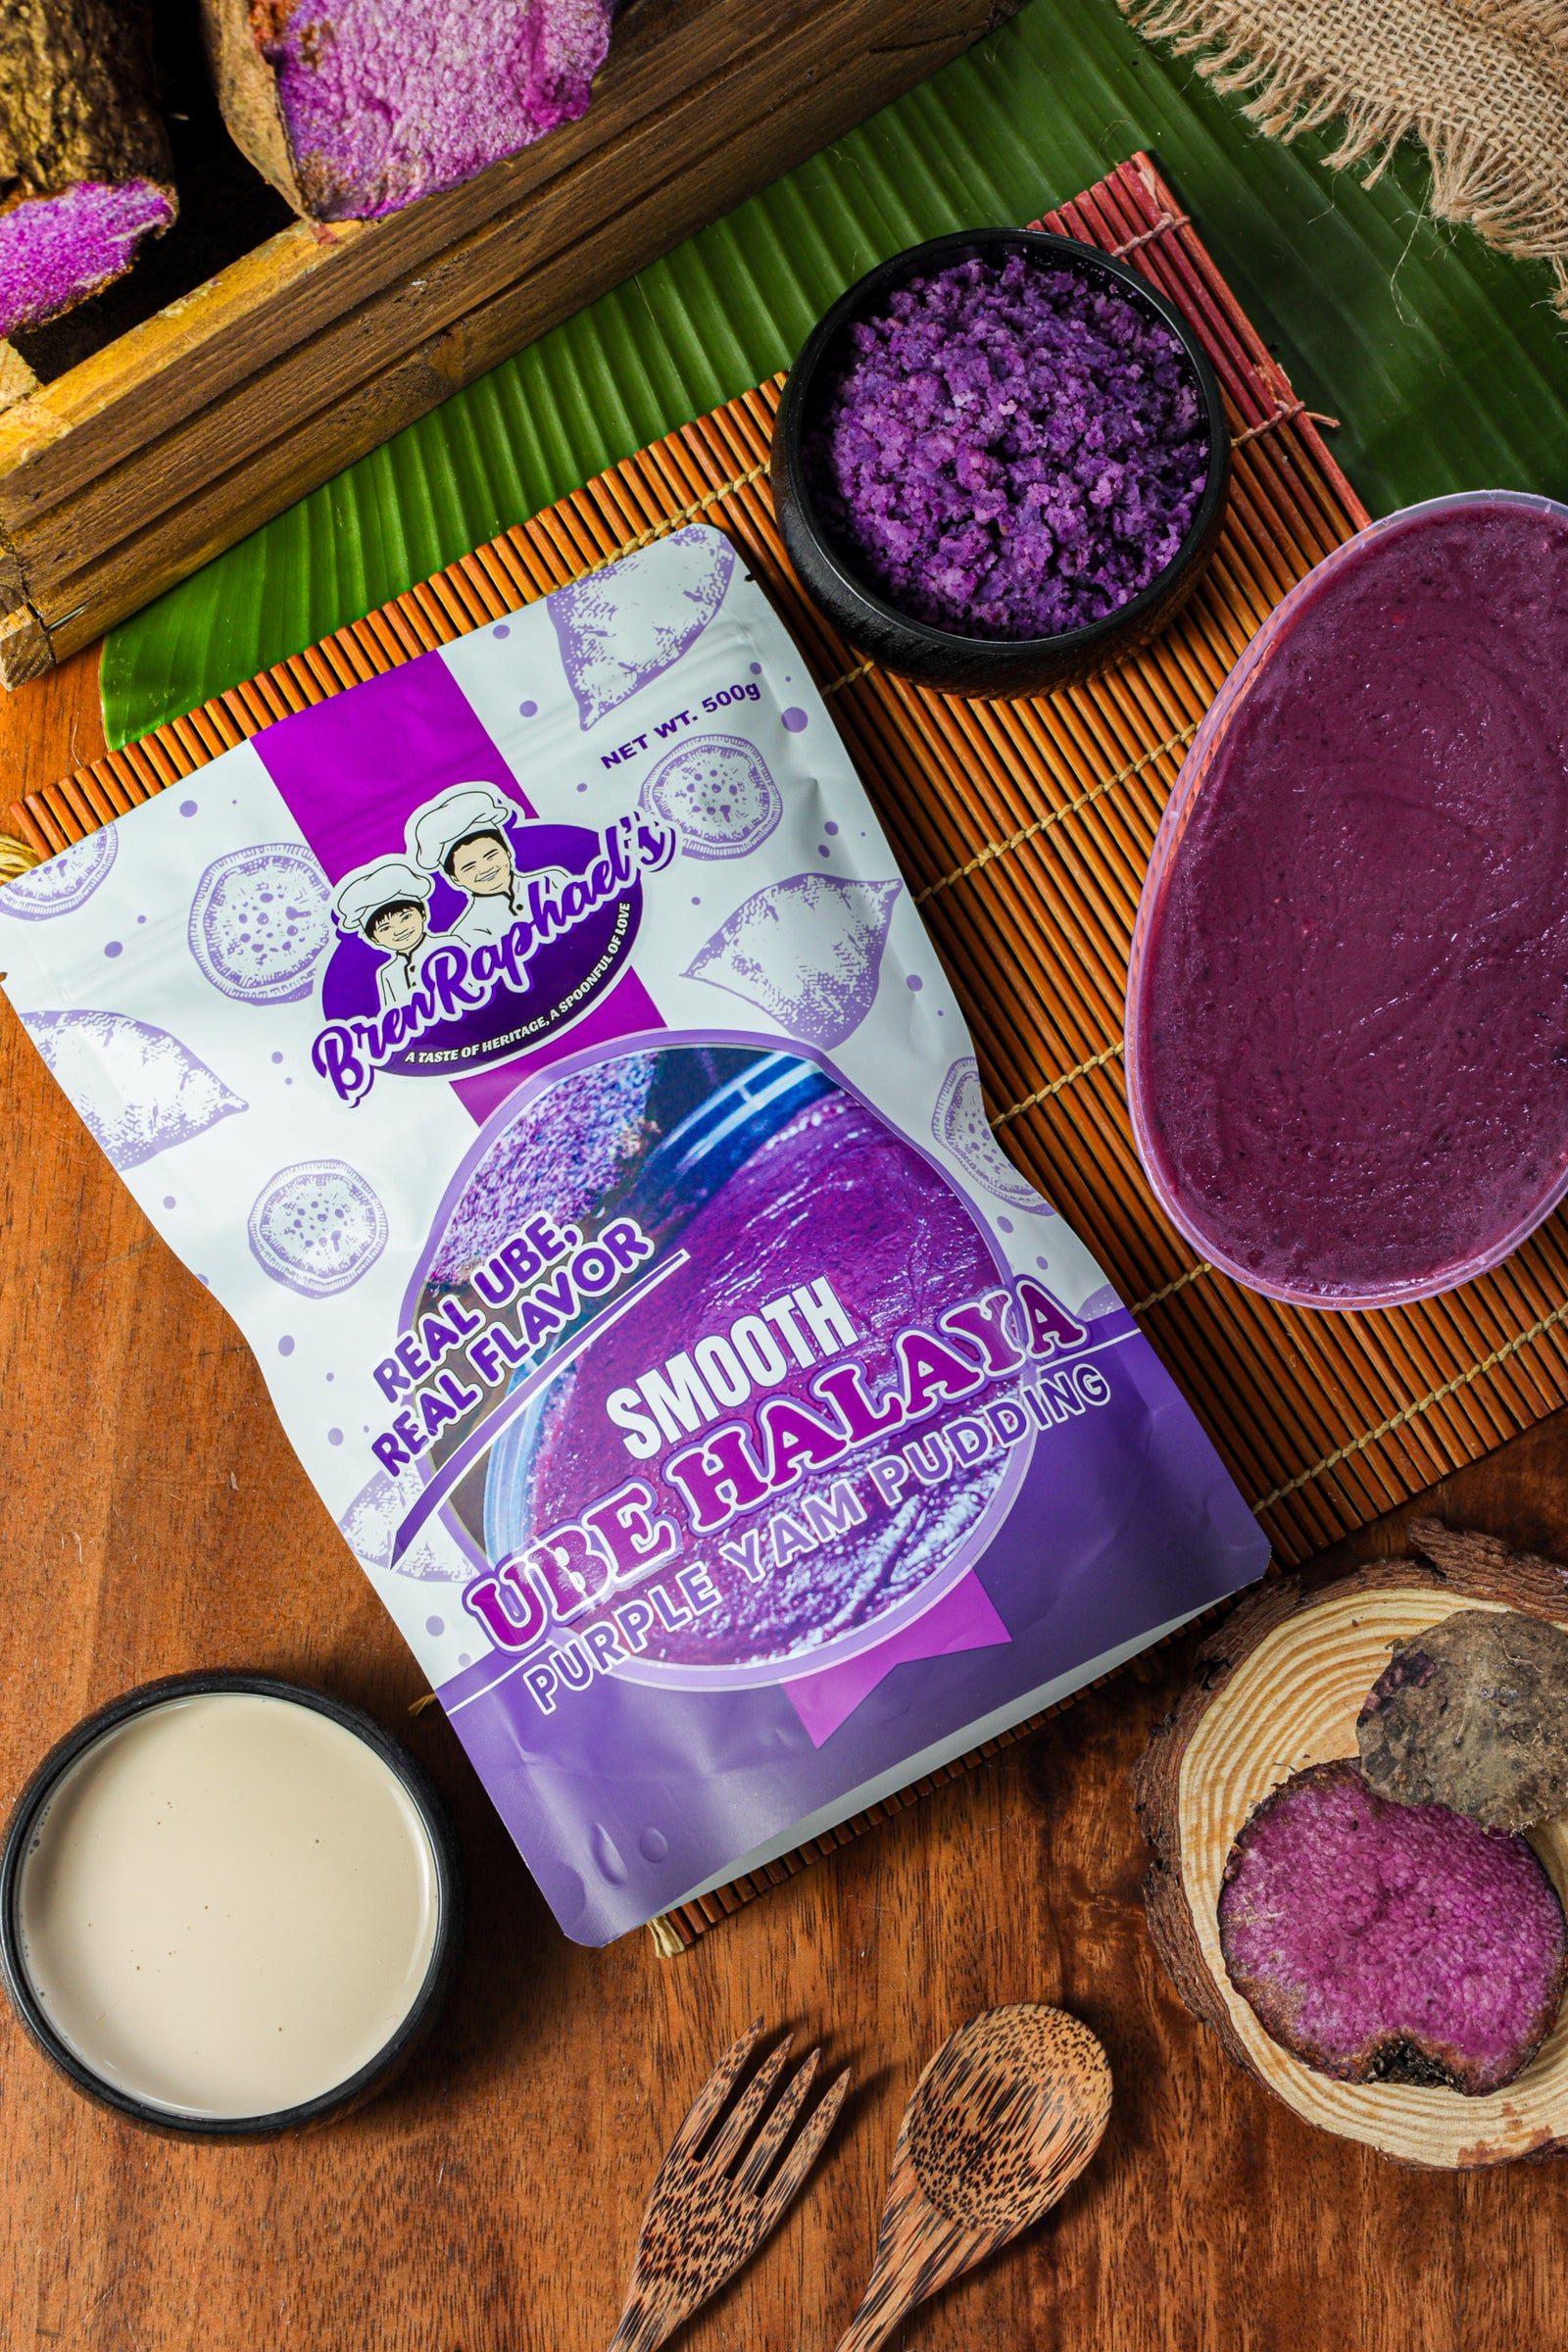 NET WT. 500g
BrenRaphael's
A TASTE OF HERITAGE, A SPOONFUL OF LOVE
REAL UBE,
REAL FLAVOR
SMOOTH
UBE HALAYA
PURPLE YAM PUDDING